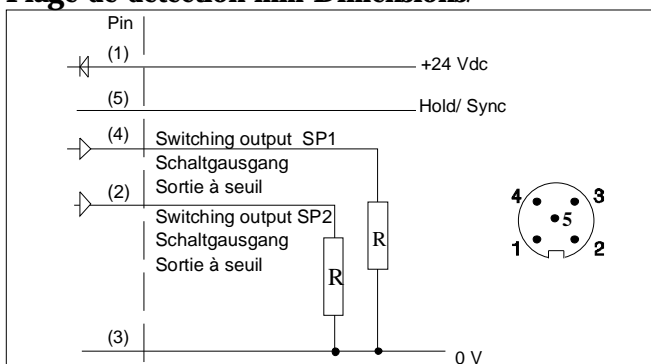 Plage de détection min Dimensions/
Pin
(1)
+24 Vdc
(5)
Hold/ Sync
(4)
Switching output SP1
Schaltgausgang
Sortie à seuil
(2)
Switching output SP2
Schaltgausgang
Sortie à seuil
R
R
4
3
5
1
2
(3)
0 V